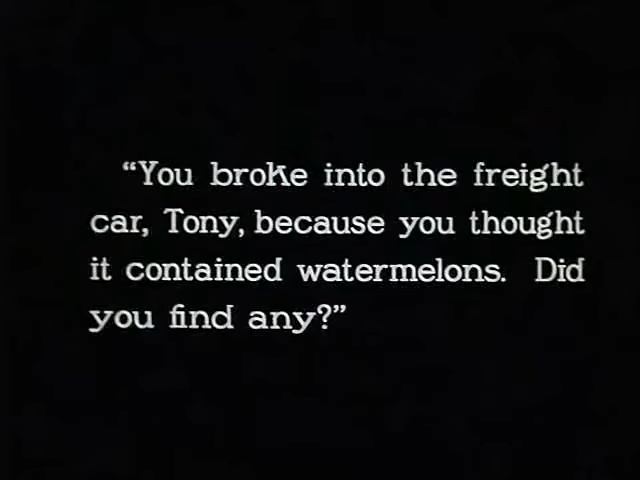 “You broke into the freight
car, Tony, because you thought
it contained watermelons.  Did
you find any?”